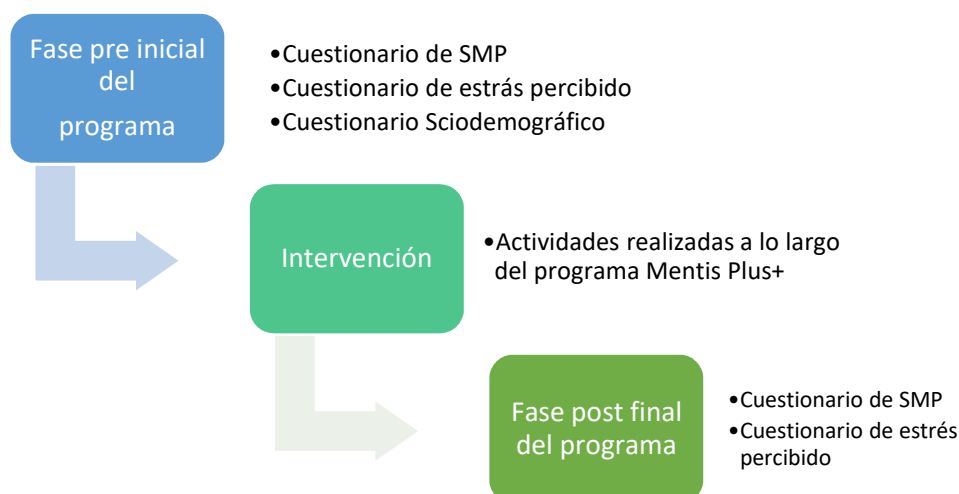 Fase pre inicial
del
programa
•Cuestionario de SMP
•Cuestionario de estrás percibido
•Cuestionario Sciodemográfico
Intervención
•Actividades realizadas a lo largo
del programa Mentis Plus+
Fase post final
del programa
•Cuestionario de SMP
•Cuestionario de estrés
percibido